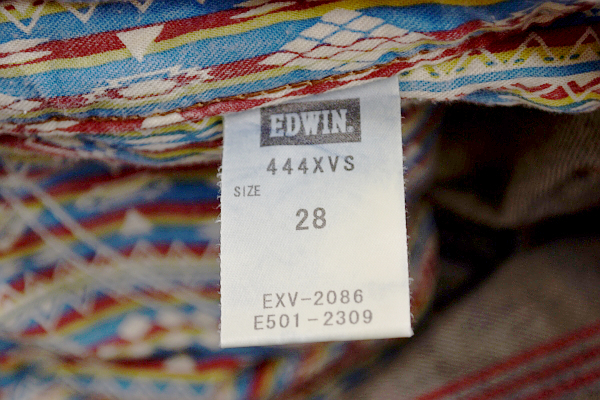 EDWIN.
444XVS
SIZE
28
EXV-2086
E501-2309